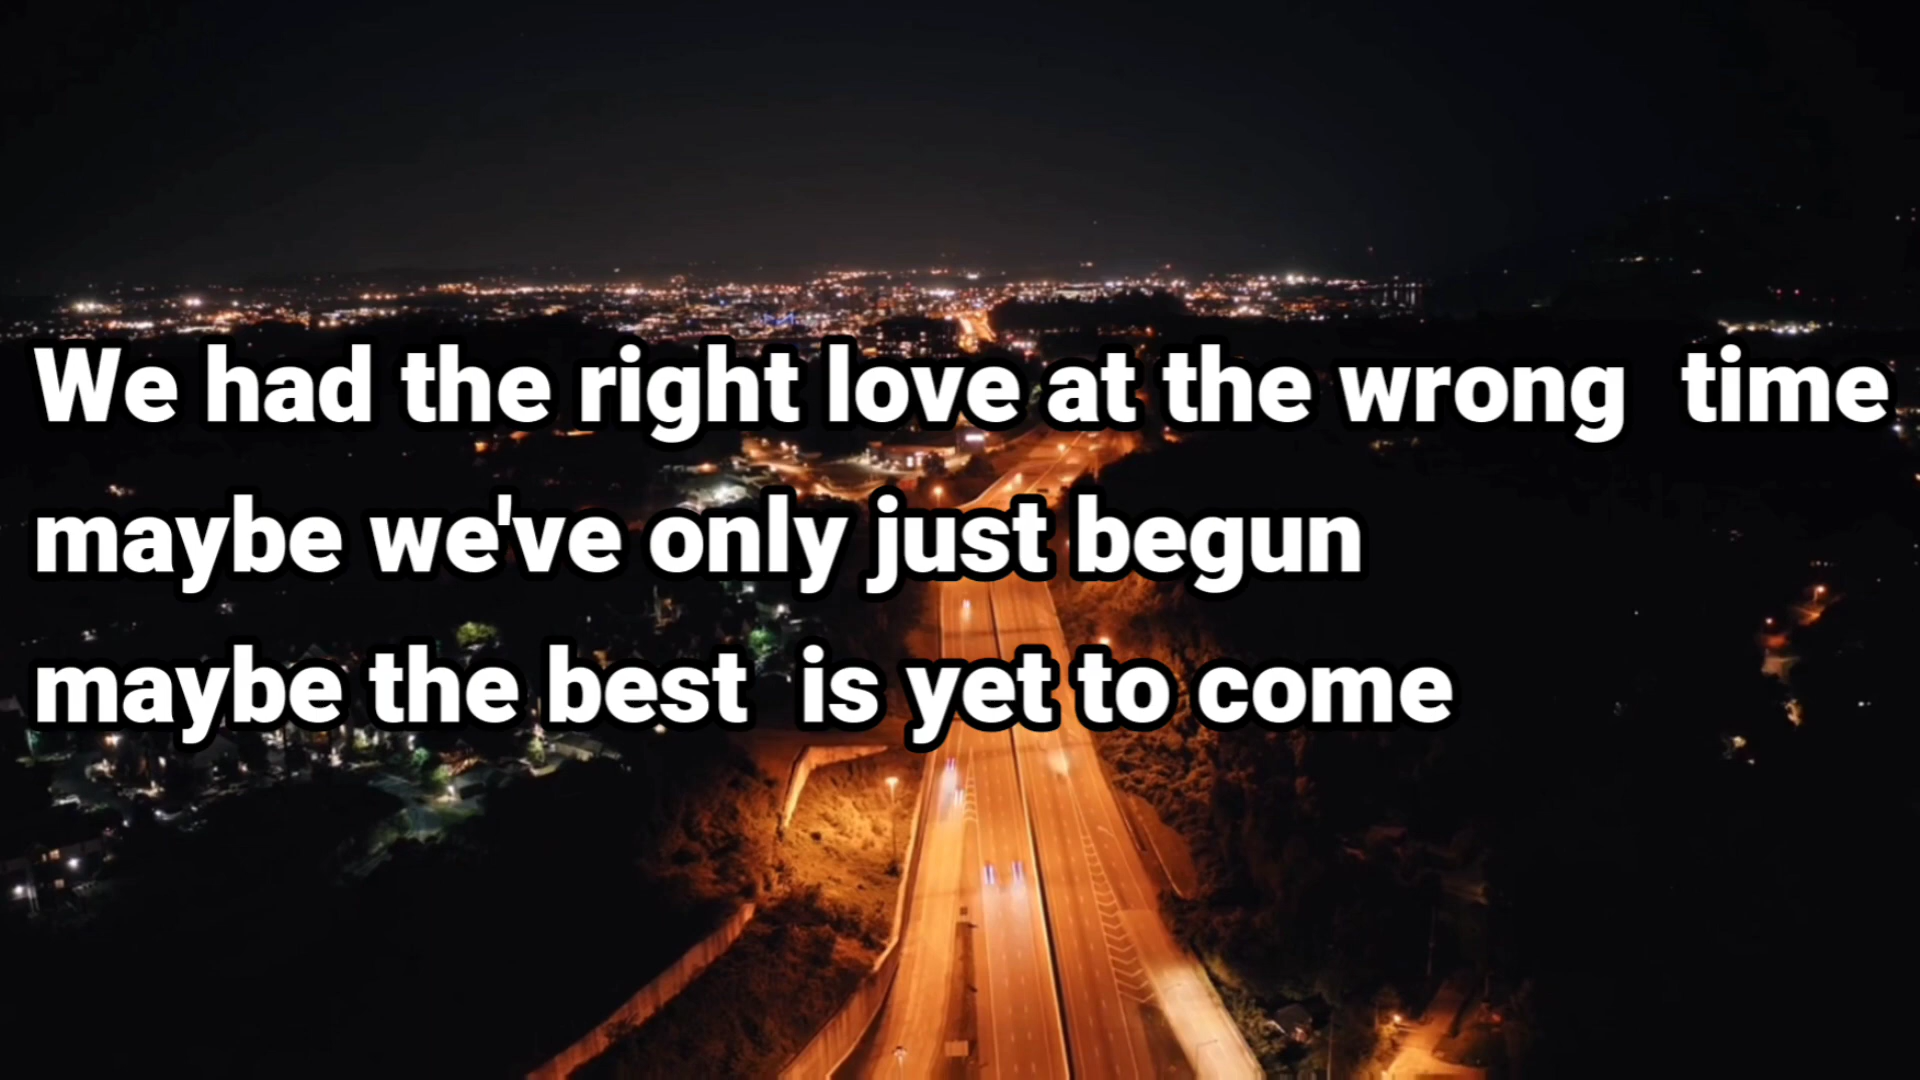 We had the right love at the wrong  time
maybe we've only just begun
maybe the best  is yet to come